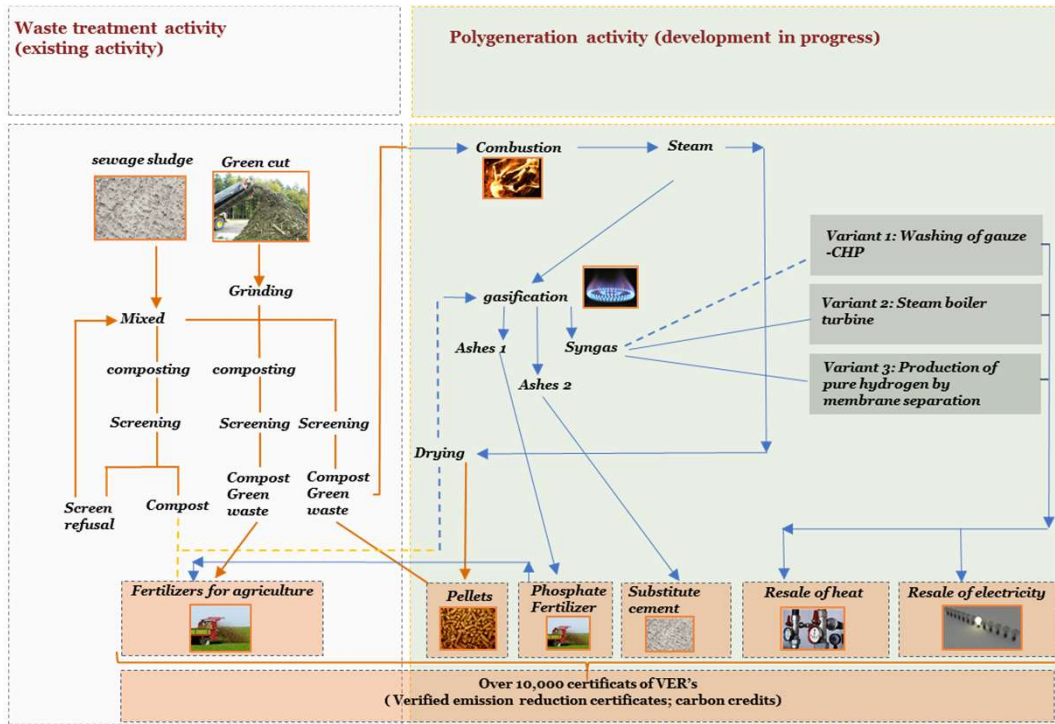 Waste treatment activity
(existing activity)
Polygeneration activity (development in progress)
sewage sludge
Green cut
Combustion
Steam
Variant 1: Washing of gauze
-CHP
Grinding
gasification
Mixed
Variant 2: Steam boiler
turbine
Ashes 1
Syngas
composting
composting
Ashes 2
Variant 3: Production of
pure hydrogen by
membrane separation
Screening
Screening
Screening
Drying
Screen
refusal
Compost
Compost
Green
waste
Compost
Green
waste
Fertilizers for agriculture
Pellets
Phosphate
Fertilizer
Substitute
cement
Resale of heat
Resale of electricity
Over 10,000 certificats of VER's
( Verified emission reduction certificates; carbon credits)